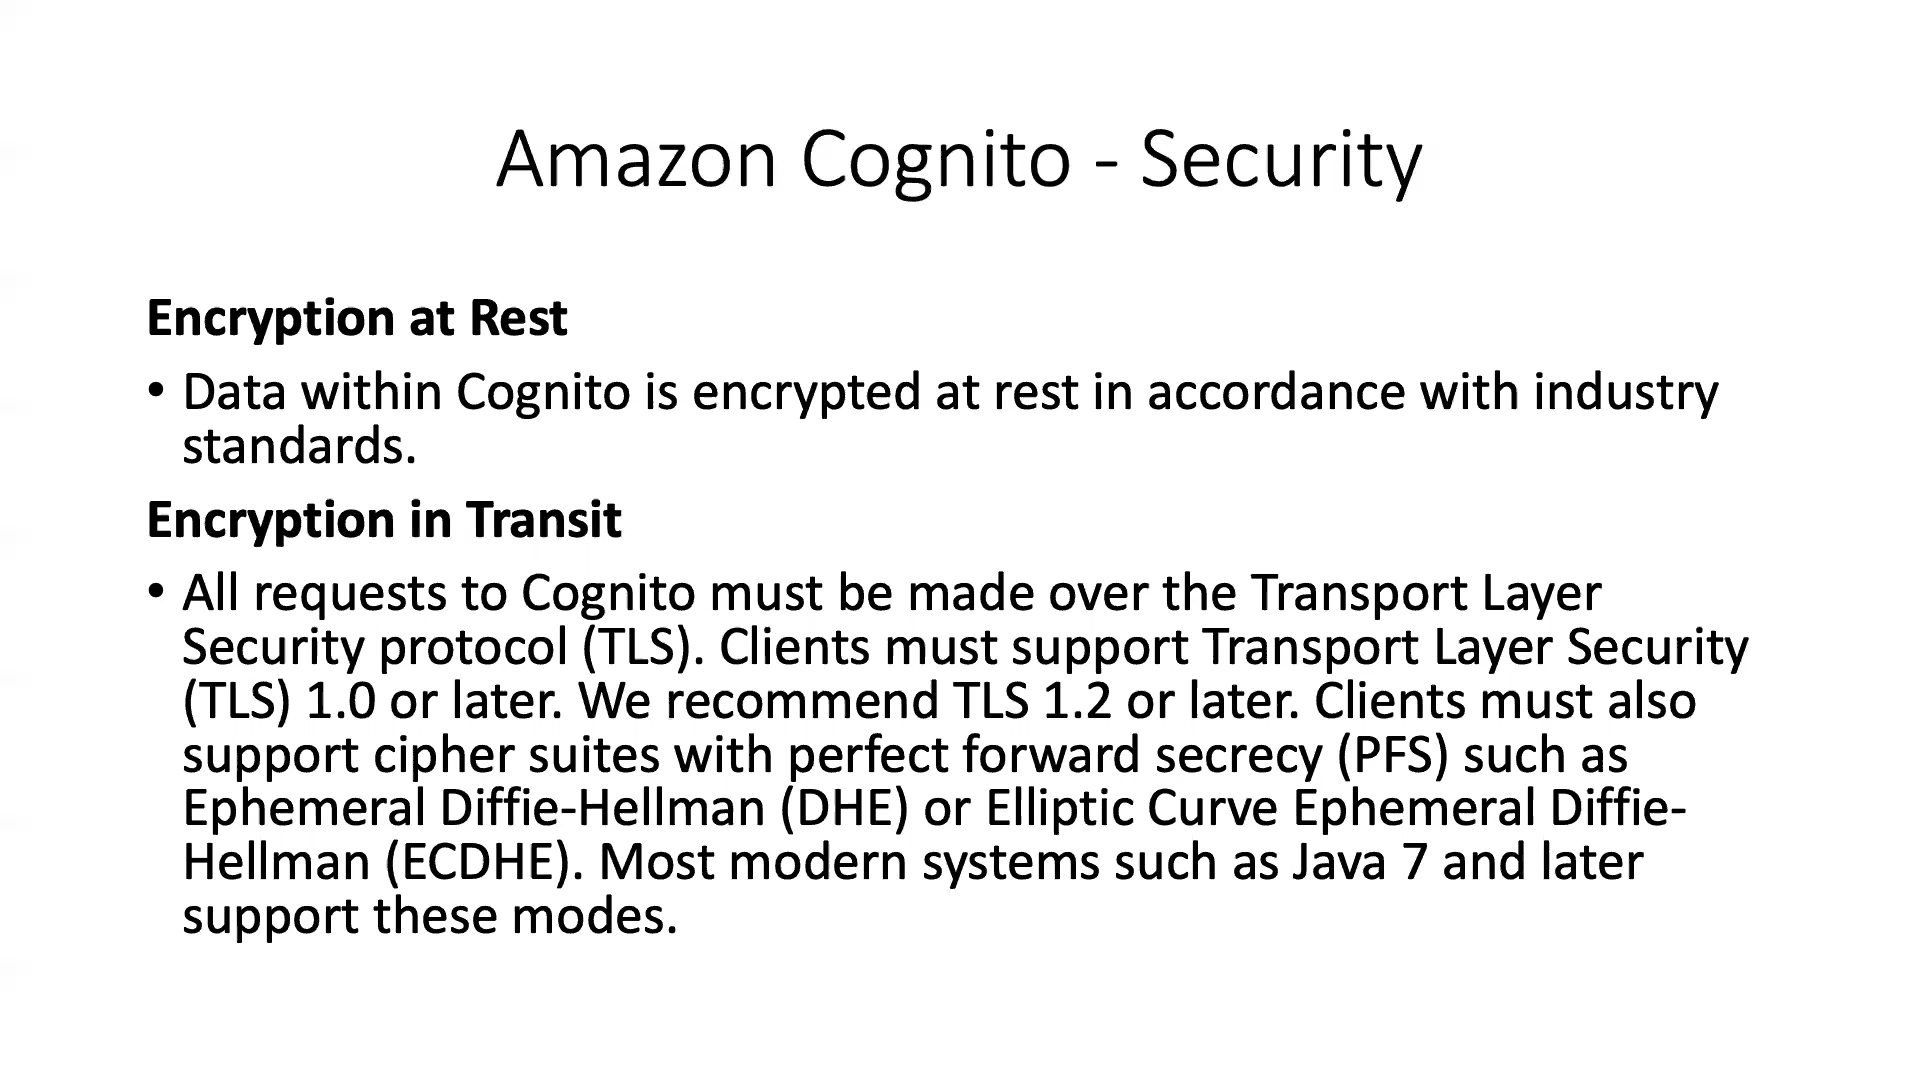 Amazon Cognito - Security
Encryption at Rest
• Data within Cognito is encrypted at rest in accordance with industry
standards.
Encryption in Transit
• All requests to Cognito must be made over the Transport Layer
Security protocol (TLS). Clients must support Transport Layer Security
(TLS) 1.0 or later. We recommend TLS 1.2 or later. Clients must also
support cipher suites with perfect forward secrecy (PFS) such as
Ephemeral Diffie-Hellman (DHE) or Elliptic Curve Ephemeral Diffie-
Hellman (ECDHE). Most modern systems such as Java 7 and later
support these modes.